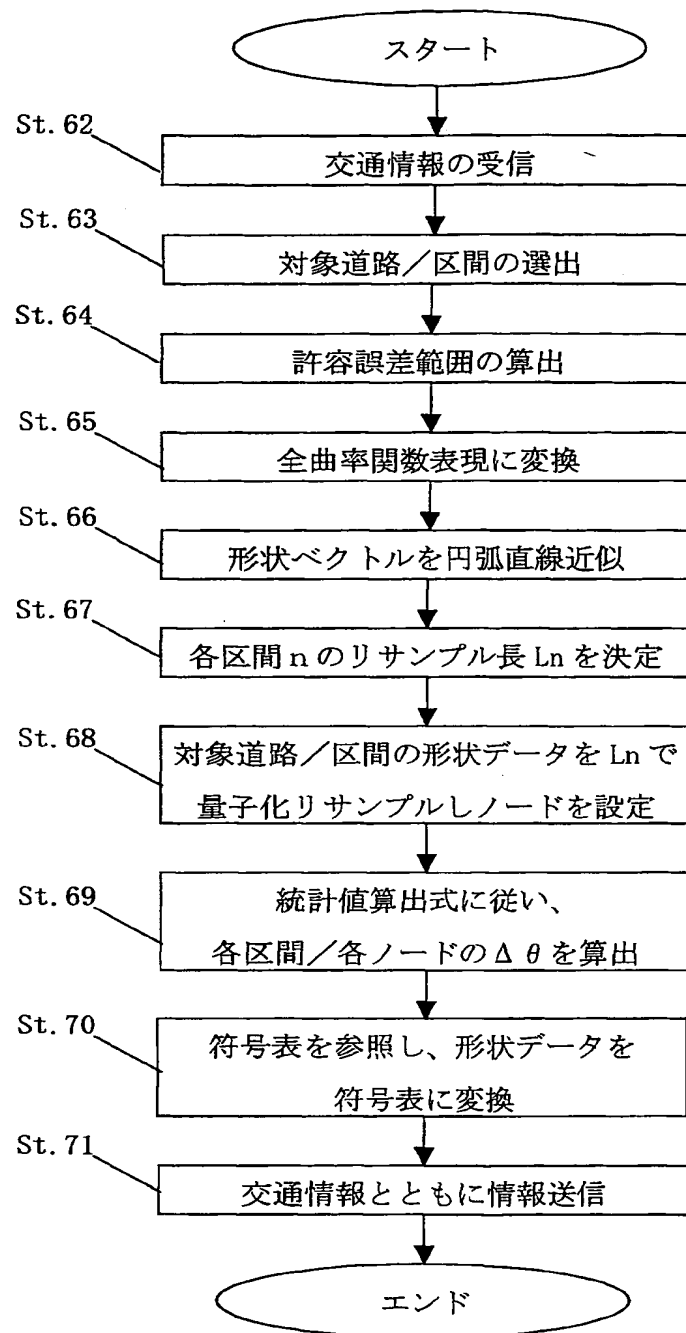 スタート
St. 62
交通情報の受信
St. 63
対象道路／区間の選出
St. 64
許容誤差範囲の算出
St. 65
全曲率関数表現に変換
St. 66
形状ベクトルを円弧直線近似
St. 67
各区間 n のリサンプル長 Ln を決定
St. 68
対象道路／区間の形状データを Ln で
量子化リサンプルしノードを設定
St. 69
統計値算出式に従い、
各区間／各ノードの Δ θ を算出
St. 70
符号表を参照し、形状データを
符号表に変換
St. 71
交通情報とともに情報送信
エンド